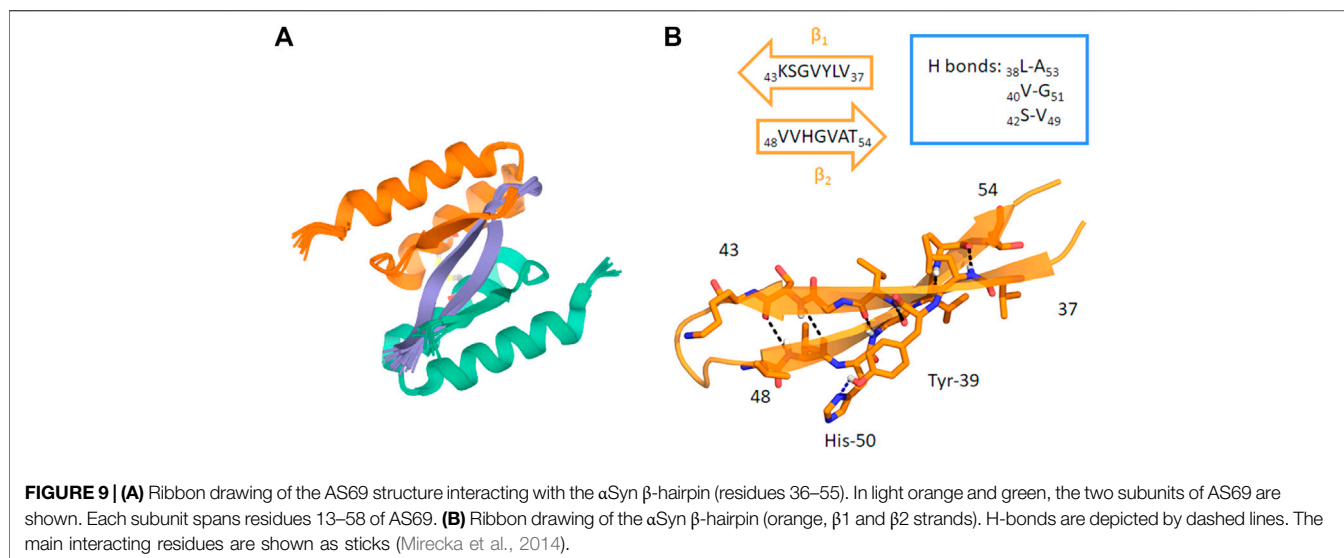 A
B
β1
43KSGVYLV37
48VVHGVAT54
β2
H bonds: 38L-A53
40V-G51
42S-V49
54
43
37
Tyr-39
48
His-50
FIGURE 9 | (A) Ribbon drawing of the AS69 structure interacting with the αSyn β-hairpin (residues 36–55). In light orange and green, the two subunits of AS69 are
shown. Each subunit spans residues 13–58 of AS69. (B) Ribbon drawing of the αSyn β-hairpin (orange, β1 and β2 strands). H-bonds are depicted by dashed lines. The
main interacting residues are shown as sticks (Mirecka et al., 2014).